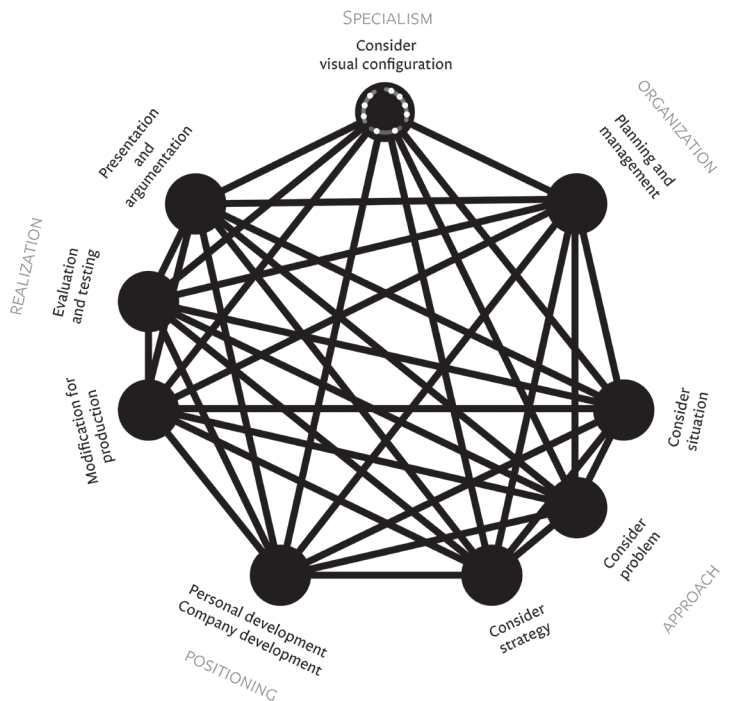 SPECIALISM
Consider
visual configuration
ORGANIZATION
Planning and
management
Consider
situation
Consider
problem
APPROACH
Consider
strategy
Personal development
Company development
POSITIONING
Modification for
production
Evaluation
and testing
REALIZATION
Presentation
and
argumentation